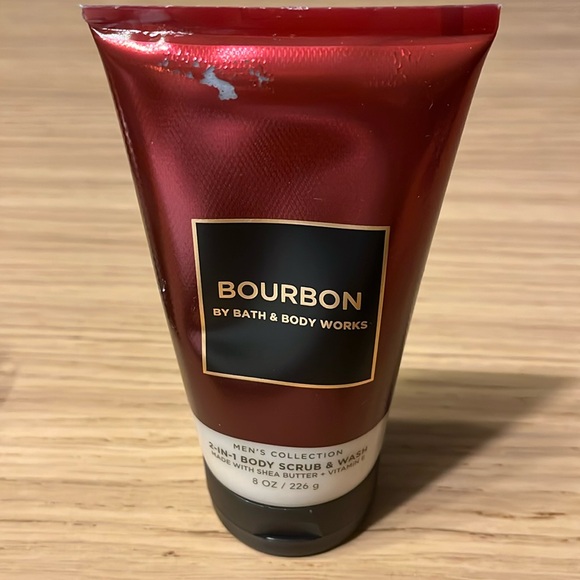 BOURBON
BY BATH & BODY WORKS
MEN'S COLLECTION
2-IN-1 BODY SCRUB & WASH
MADE WITH SHEA BUTTER + VITAMIN E
8 OZ / 226 g